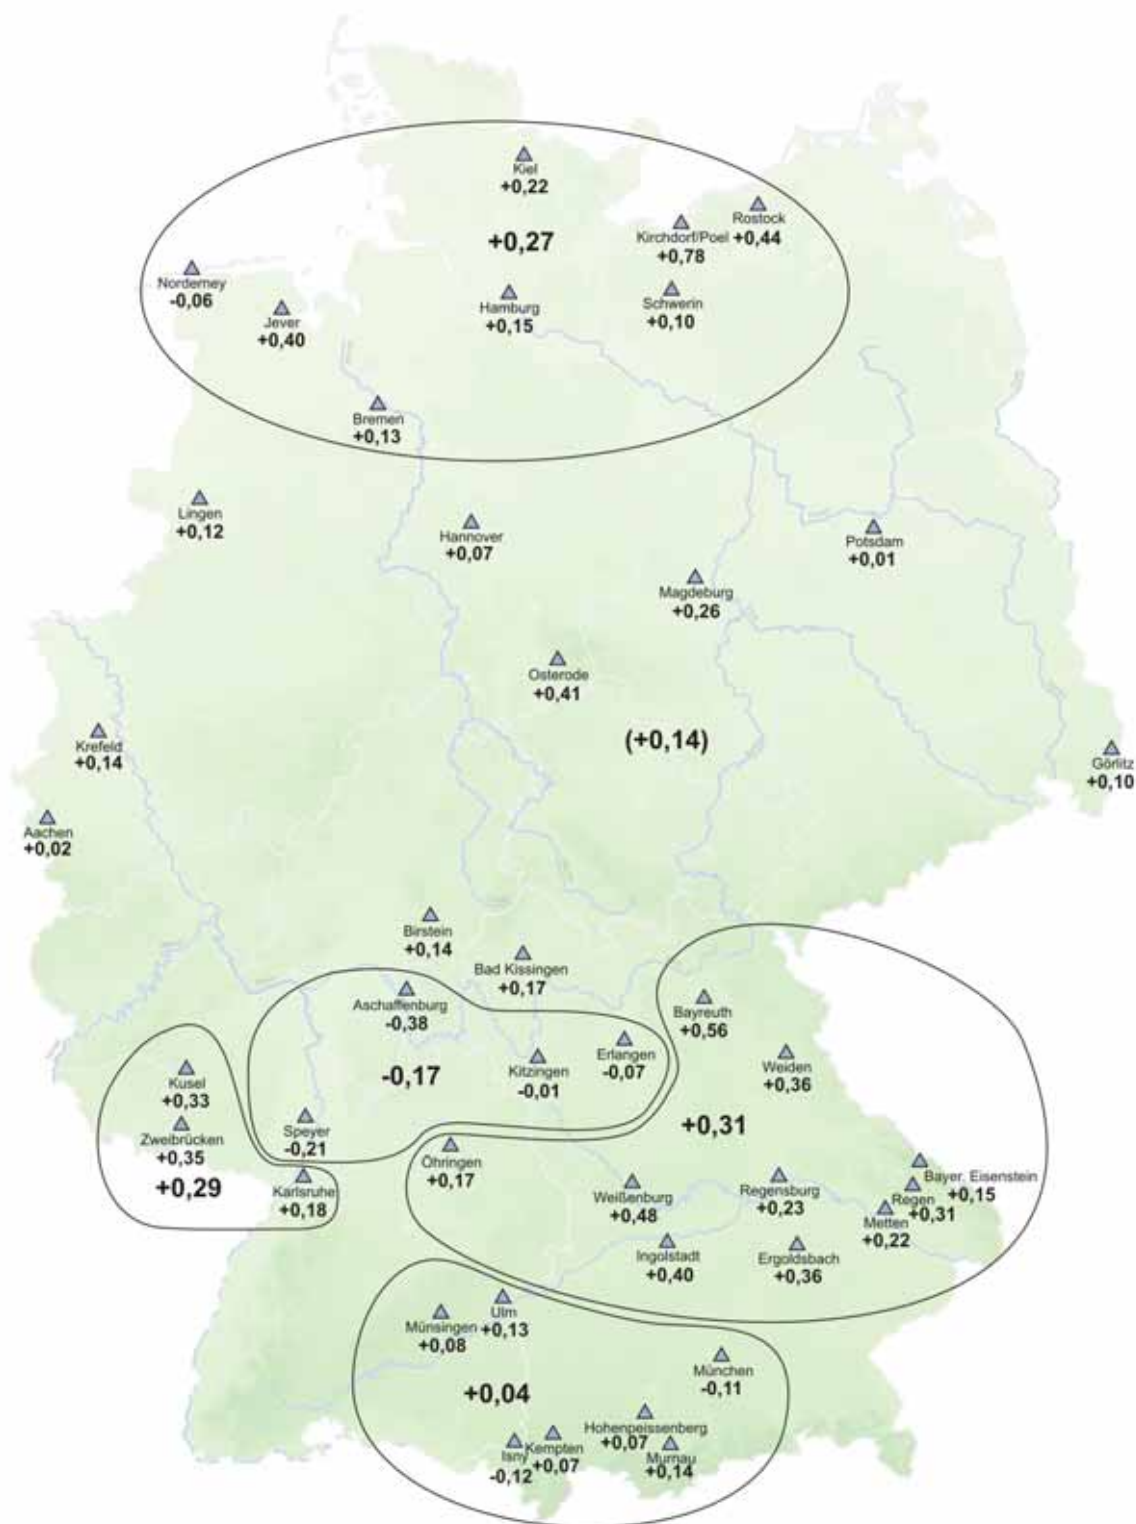 Kiel
+0,22
Rostock
+0,44
Kirchdorf/Poel
+0,78
+0,27
Norderney
-0,06
Jever
+0,40
Hamburg
+0,15
Schwerin
+0,10
Bremen
+0,13
Lingen
+0,12
Hannover
+0,07
Potsdam
+0,01
Magdeburg
+0,26
Osterode
+0,41
(+0,14)
Krefeld
+0,14
Görlitz
+0,10
Aachen
+0,02
Birstein
+0,14
Bad Kissingen
+0,17
Aschaffenburg
-0,38
Bayreuth
+0,56
Erlangen
-0,07
Kitzingen
-0,01
-0,17
Weiden
+0,36
Kusel
+0,33
Speyer
-0,21
Zweibrücken
+0,35
+0,31
+0,29
Karlsruhe
+0,18
Öhringen
+0,17
Weißenburg
+0,48
Regensburg
+0,23
Bayer. Eisenstein
+0,15
Regen
+0,31
Metten
+0,22
Ingolstadt
+0,40
Ergoldsbach
+0,36
Ulm
+0,13
Münsingen
+0,08
München
-0,11
+0,04
Hohenpeissenberg
+0,07
Isny
-0,12
Kempten
+0,07
Murnau
+0,14